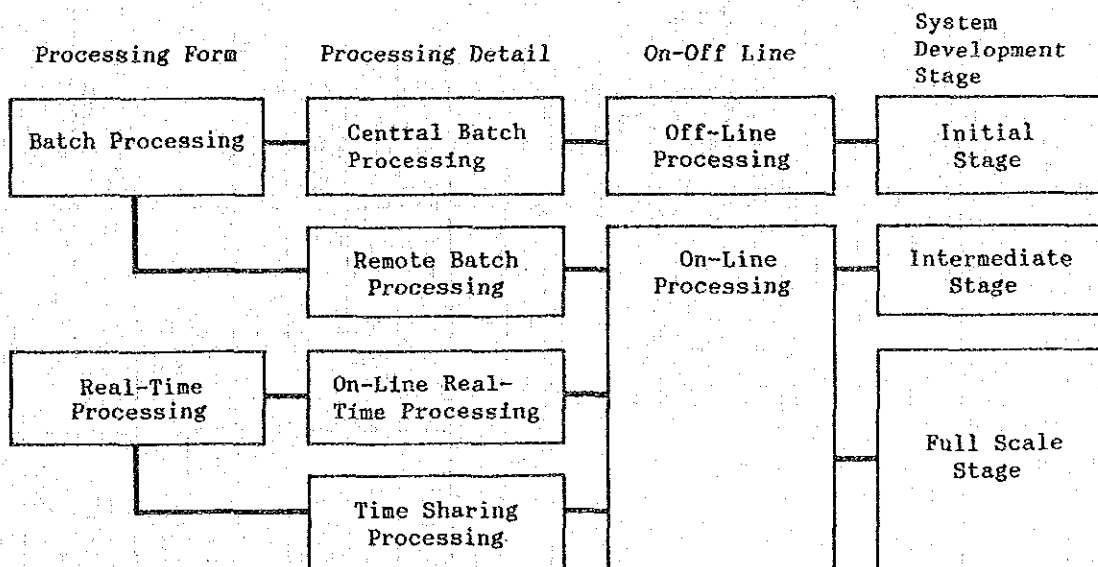 System
Processing Form Processing Detail On-Off Line Development
Stage
Batch Processing
Central Batch
Processing
Off-Line
Processing
Initial
Stage
Remote Batch
Processing
On-Line
Processing
Intermediate
Stage
Real-Time
Processing
On-Line Real-
Time Processing
Full Scale
Stage
Time Sharing
Processing